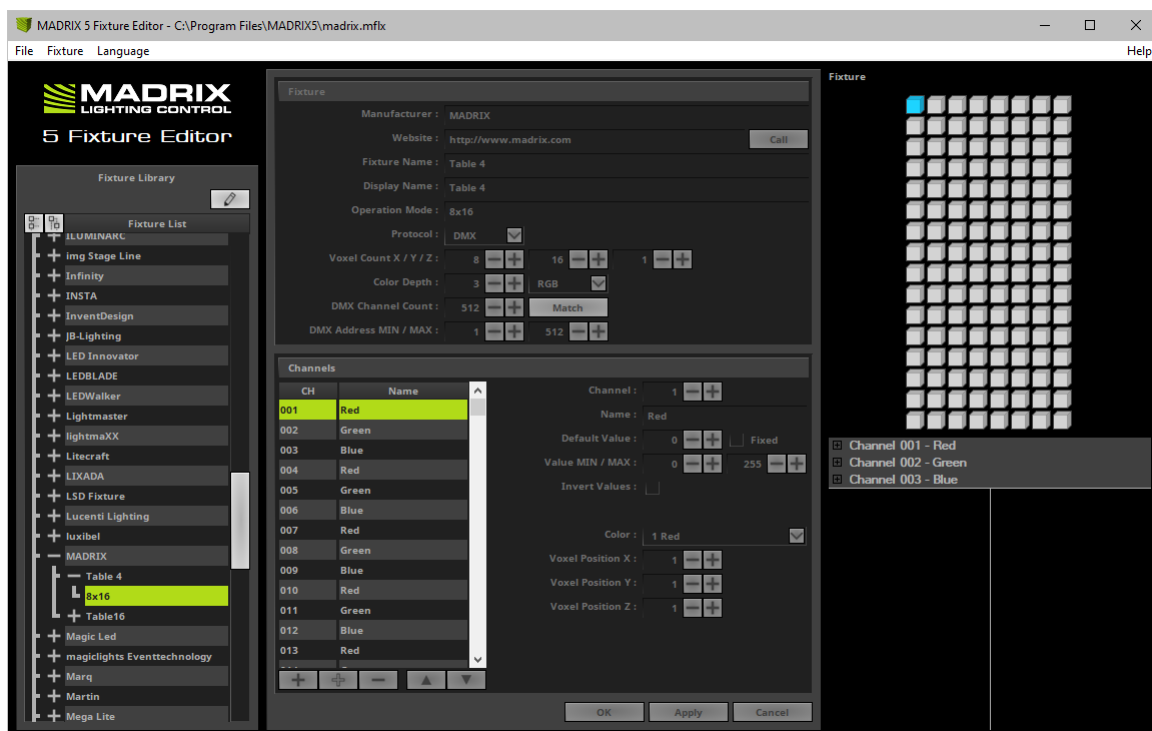 MADRIX 5 Fixture Editor - C:\Program Files\MADRIX5\madrix.mflx
File Fixture Language Help
MADRIX
LIGHTING CONTROL
5 Fixture Editor
Fixture Library
Fixture List
ILUMINARC
img Stage Line
Infinity
INSTA
InventDesign
JB-Lighting
LED Innovator
LEDBLADE
LEDWalker
Lightmaster
lightmaXX
Litecraft
LIXADA
LSD Fixture
Lucenti Lighting
luxibel
MADRIX
Table 4
8x16
Table16
Magic Led
magiclights Eventtechnology
Marq
Martin
Mega Lite
Fixture
Manufacturer : MADRIX
Website : http://www.madrix.com Call
Fixture Name : Table 4
Display Name : Table 4
Operation Mode : 8x16
Protocol : DMX
Voxel Count X / Y / Z : 8 16 1
Color Depth : 3 RGB
DMX Channel Count : 512 Match
DMX Address MIN / MAX : 1 512
Channels
CH Name
001 Red
002 Green
003 Blue
004 Red
005 Green
006 Blue
007 Red
008 Green
009 Blue
010 Red
011 Green
012 Blue
013 Red
Channel : 1
Name : Red
Default Value : 0 Fixed
Value MIN / MAX : 0 255
Invert Values :
Color : 1 Red
Voxel Position X : 1
Voxel Position Y : 1
Voxel Position Z : 1
OK Apply Cancel
Fixture
Channel 001 - Red
Channel 002 - Green
Channel 003 - Blue